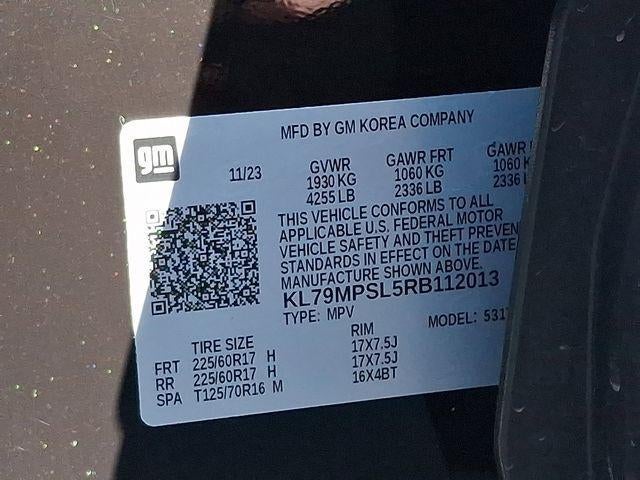 MFD BY GM KOREA COMPANY
gm
11/23
GVWR GAWR FRT GAWR
1930 KG 1060 KG 1060 K
4255 LB 2336 LB 2336 L
THIS VEHICLE CONFORMS TO ALL
APPLICABLE U.S. FEDERAL MOTOR
VEHICLE SAFETY AND THEFT PREVEN
STANDARDS IN EFFECT ON THE DATE
MANUFACTURE SHOWN ABOVE.
KL79MPSL5RB112013
TYPE: MPV MODEL: 531
TIRE SIZE RIM
FRT 225/60R17 H 17X7.5J
RR 225/60R17 H 17X7.5J
SPA T125/70R16 M 16X4BT